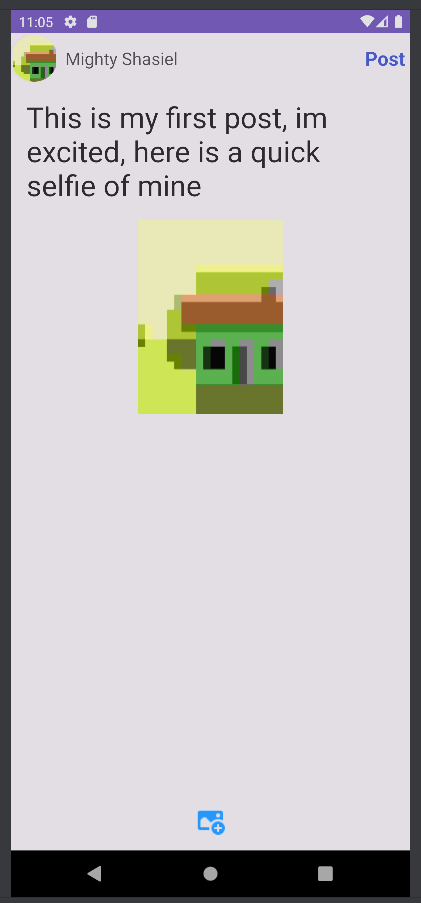 11:05
Mighty Shasiel
Post
This is my first post, im
excited, here is a quick
selfie of mine